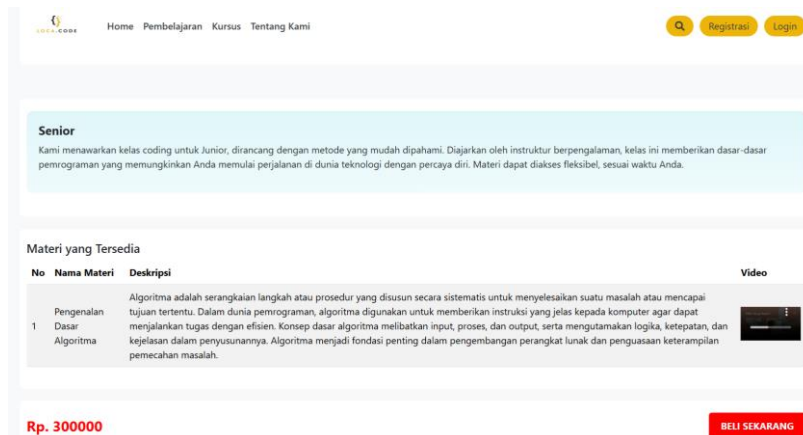 LOCA.CODE
Home Pembelajaran Kursus Tentang Kami
Registrasi
Login
Senior
Kami menawarkan kelas coding untuk Junior, dirancang dengan metode yang mudah dipahami. Diajarkan oleh instruktur berpengalaman, kelas ini memberikan dasar-dasar
pemrograman yang memungkinkan Anda memulai perjalanan di dunia teknologi dengan percaya diri. Materi dapat diakses fleksibel, sesuai waktu Anda.
Materi yang Tersedia
No Nama Materi Deskripsi Video
1 Pengenalan Dasar Algoritma
Algoritma adalah serangkaian langkah atau prosedur yang disusun secara sistematis untuk menyelesaikan suatu masalah atau mencapai
tujuan tertentu. Dalam dunia pemrograman, algoritma digunakan untuk memberikan instruksi yang jelas kepada komputer agar dapat
menjalankan tugas dengan efisien. Konsep dasar algoritma melibatkan input, proses, dan output, serta mengutamakan logika, ketepatan, dan
kejelasan dalam penyusunannya. Algoritma menjadi fondasi penting dalam pengembangan perangkat lunak dan penguasaan keterampilan
pemecahan masalah.
Rp. 300000
BELI SEKARANG